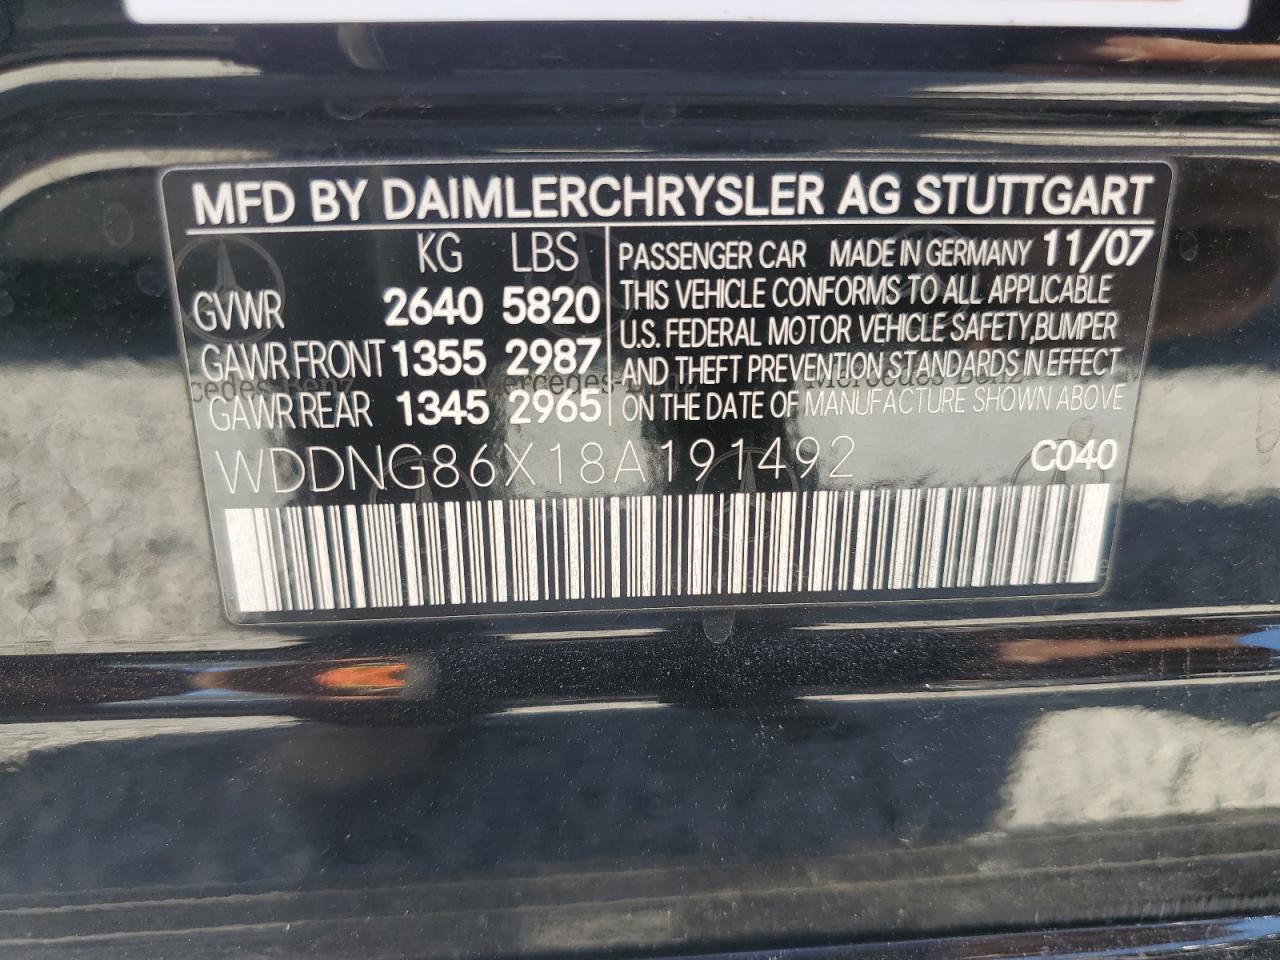 MFD BY DAIMLERCHRYSLER AG STUTTGART
KG LBS
GVWR 2640 5820
GAWR FRONT 1355 2987
GAWR REAR 1345 2965
PASSENGER CAR MADE IN GERMANY 11/07
THIS VEHICLE CONFORMS TO ALL APPLICABLE
U.S. FEDERAL MOTOR VEHICLE SAFETY, BUMPER
AND THEFT PREVENTION STANDARDS IN EFFECT
ON THE DATE OF MANUFACTURE SHOWN ABOVE
WDDNG86X18A191492 C040